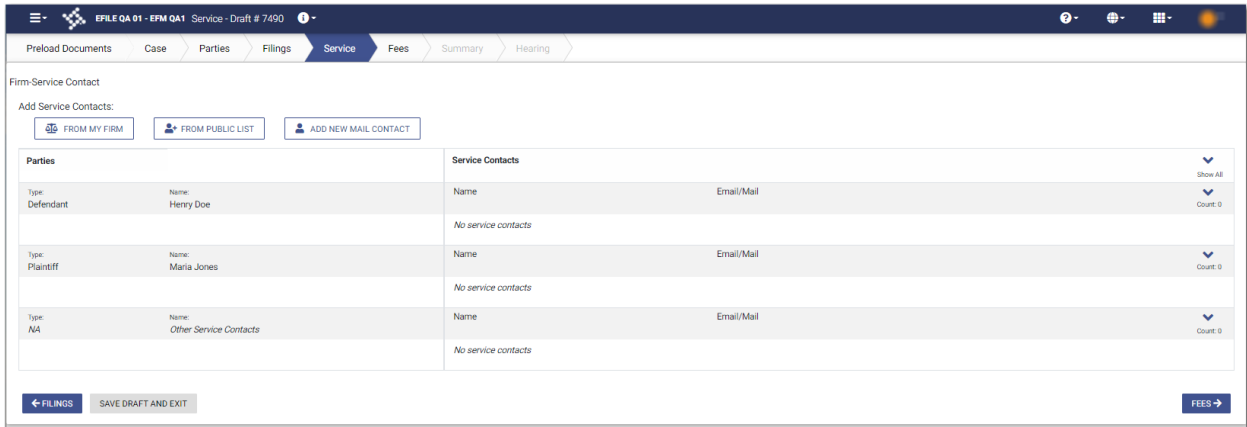 EFILE QA 01 - EFM QA1 Service - Draft # 7490
Preload Documents Case Parties Filings Service Fees Summary Hearing
Firm-Service Contact
Add Service Contacts:
FROM MY FIRM FROM PUBLIC LIST ADD NEW MAIL CONTACT
Parties Service Contacts
Show All
Type: Name: Name Email/Mail
Defendant Henry Doe Count: 0
No service contacts
Type: Name: Name Email/Mail
Plaintiff Maria Jones Count: 0
No service contacts
Type: Name: Name Email/Mail
NA Other Service Contacts Count: 0
No service contacts
FILINGS SAVE DRAFT AND EXIT FEES